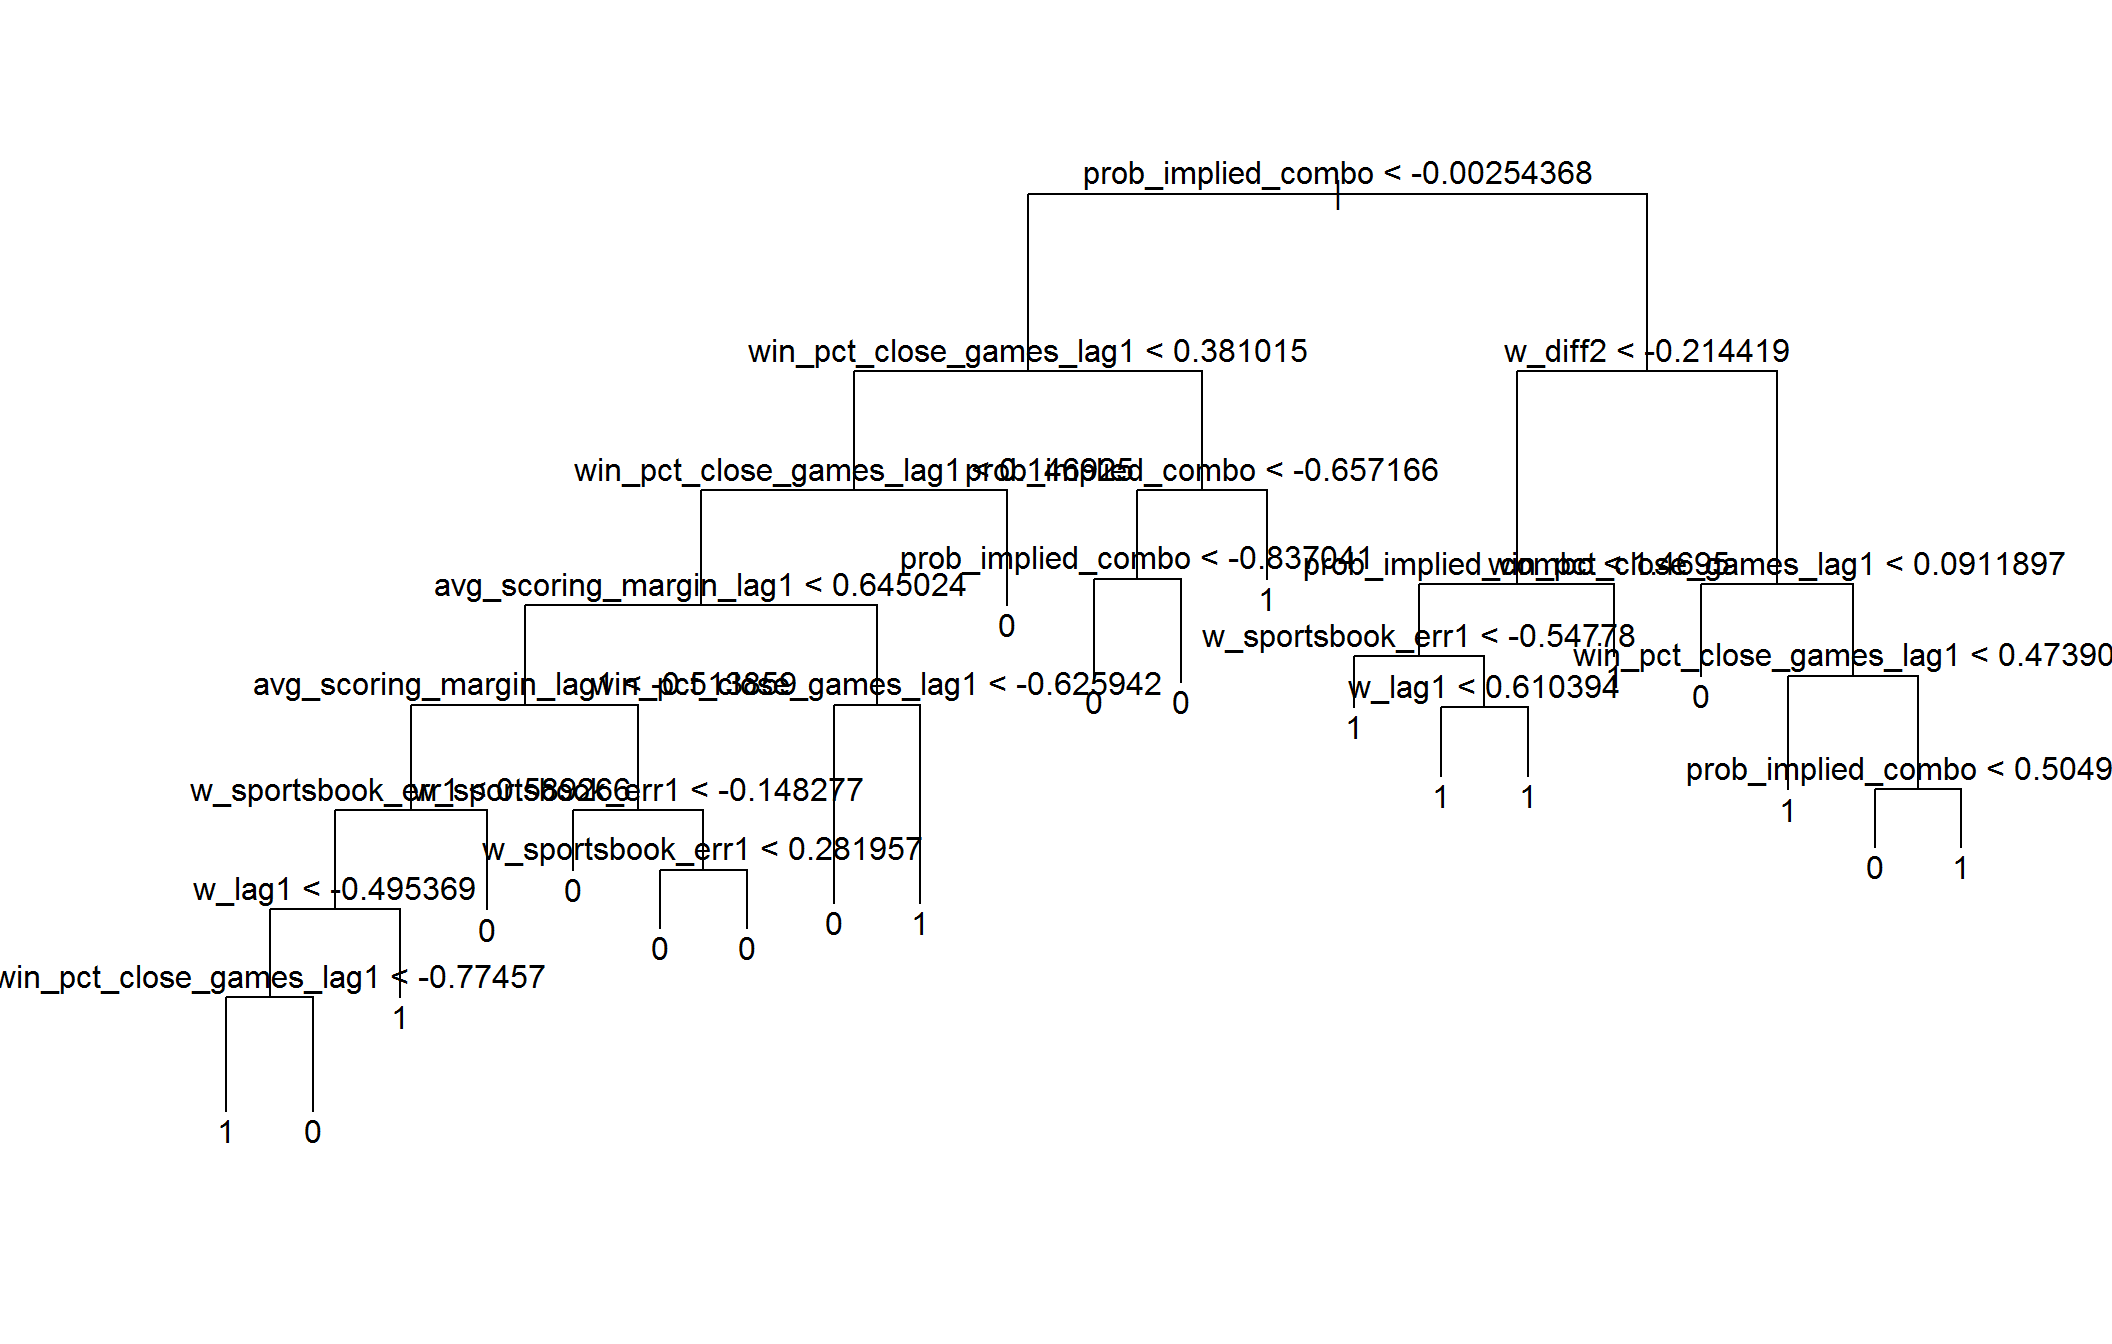 prob_implied_combo < -0.00254368
win_pct_close_games_lag1 < 0.381015
w_diff2 < -0.214419
win_pct_close_games_lag1 < 0.146925
prob_implied_combo < -0.657166
prob_implied_combo < -0.837041
prob_implied_combo < 1.4695
win_pct_close_games_lag1 < 0.0911897
avg_scoring_margin_lag1 < 0.645024
1
0
w_sportsbook_err1 < -0.54778
win_pct_close_games_lag1 < 0.47390
1
avg_scoring_margin_lag1 < -0.513859
win_pct_close_games_lag1 < -0.625942
w_lag1 < 0.610394
0
0
0
1
prob_implied_combo < 0.5049
w_sportsbook_err1 < 0.589266
w_sportsbook_err1 < -0.148277
1
1
1
w_sportsbook_err1 < 0.281957
0
1
w_lag1 < -0.495369
0
0
1
0
0
0
win_pct_close_games_lag1 < -0.77457
1
1
0